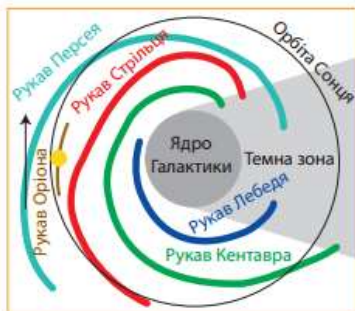 Рукав Персея
Рукав Стрільця
Орбіта Сонця
Рукав Оріона
Ядро
Галактики
Темна зона
Рукав Лебедя
Рукав Кентавра